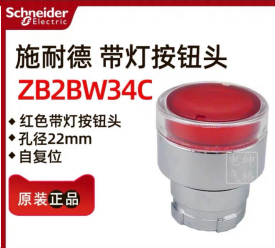 Schneider
Electric
施耐德 带灯按钮头
ZB2BW34C
红色带灯按钮头
孔径22mm
自复位
原装正品